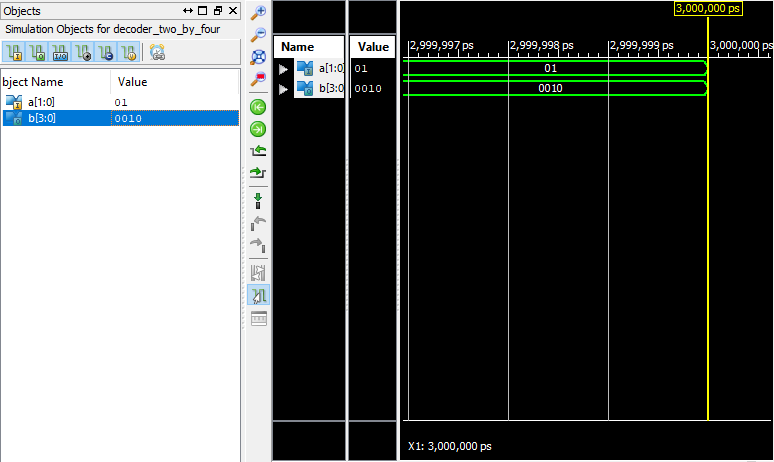 Objects
Simulation Objects for decoder_two_by_four
bject Name Value
a[1:0] 01
b[3:0] 0010
Name Value
a[1:0] 01
b[3:0 0010
3,000,000 ps
2,999,997 ps 2,999,998 ps 2,999,999 ps 3,000,000 ps
01
0010
X1: 3,000,000 ps